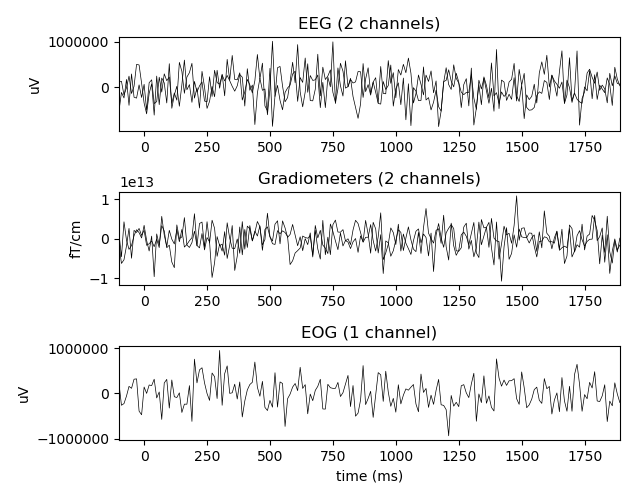 EEG (2 channels)
1000000
0
uV
0 250 500 750 1000 1250 1500 1750
1e13
Gradiometers (2 channels)
1
0
−1
fT/cm
0 250 500 750 1000 1250 1500 1750
EOG (1 channel)
1000000
0
−1000000
uV
0 250 500 750 1000 1250 1500 1750
time (ms)